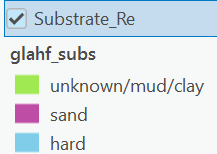 Substrate_Re
glahf_subs
unknown/mud/clay
sand
hard